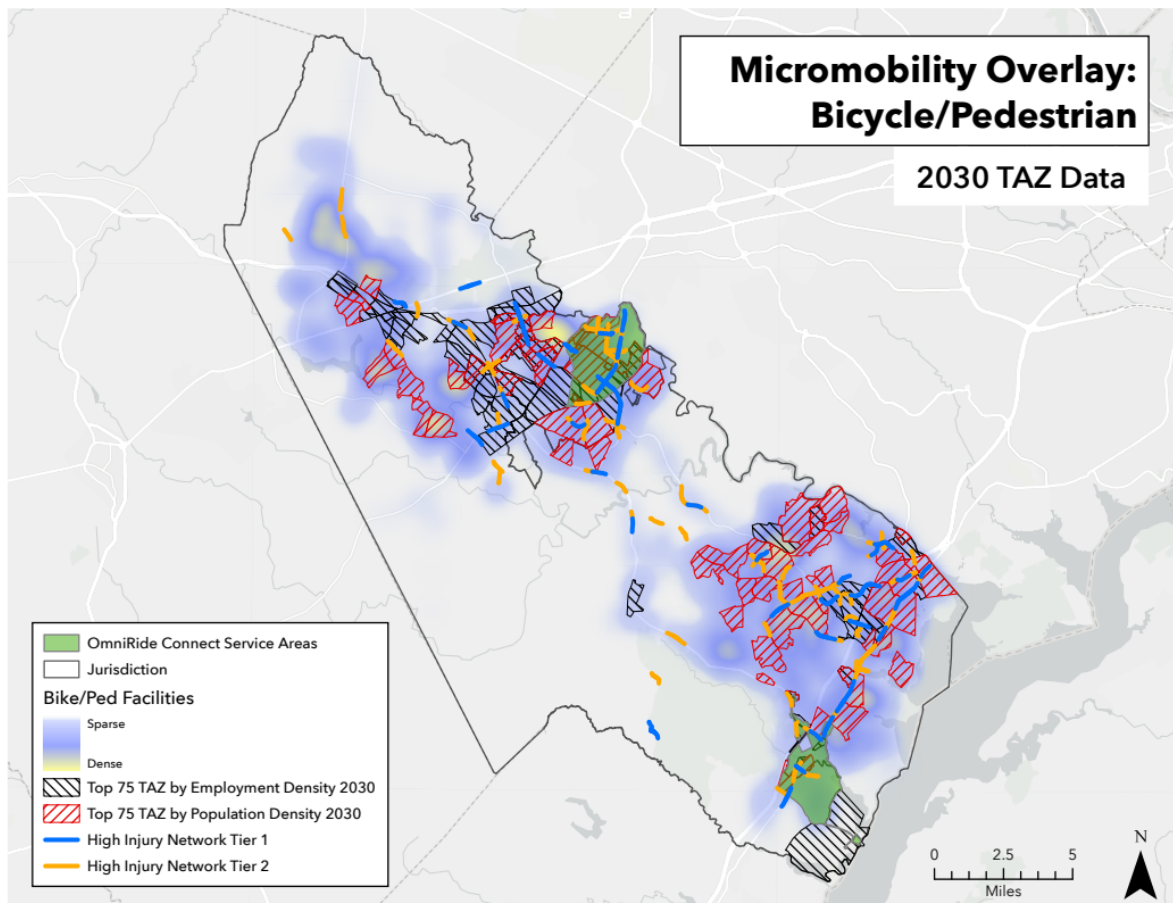 Micromobility Overlay:
Bicycle/Pedestrian
2030 TAZ Data
OmniRide Connect Service Areas
Jurisdiction
Bike/Ped Facilities
Sparse
Dense
Top 75 TAZ by Employment Density 2030
Top 75 TAZ by Population Density 2030
High Injury Network Tier 1
High Injury Network Tier 2
N
0 2.5 5
Miles